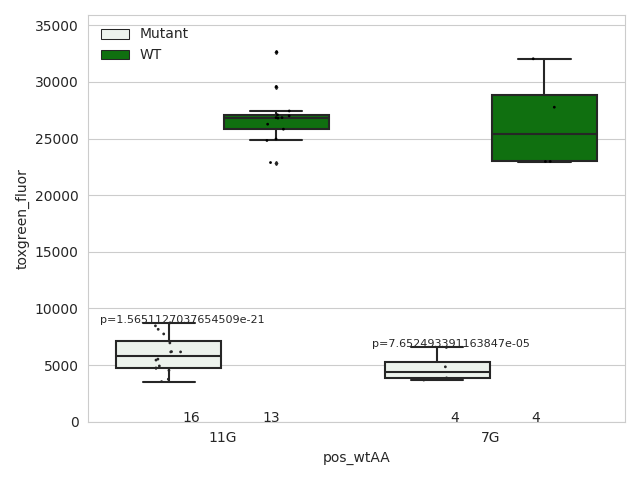 Mutant
WT
35000
30000
25000
20000
15000
10000
5000
0
toxgreen_fluor
p=1.5651127037654509e-21
p=7.652493391163847e-05
16 13 4 4
11G 7G
pos_wtAA